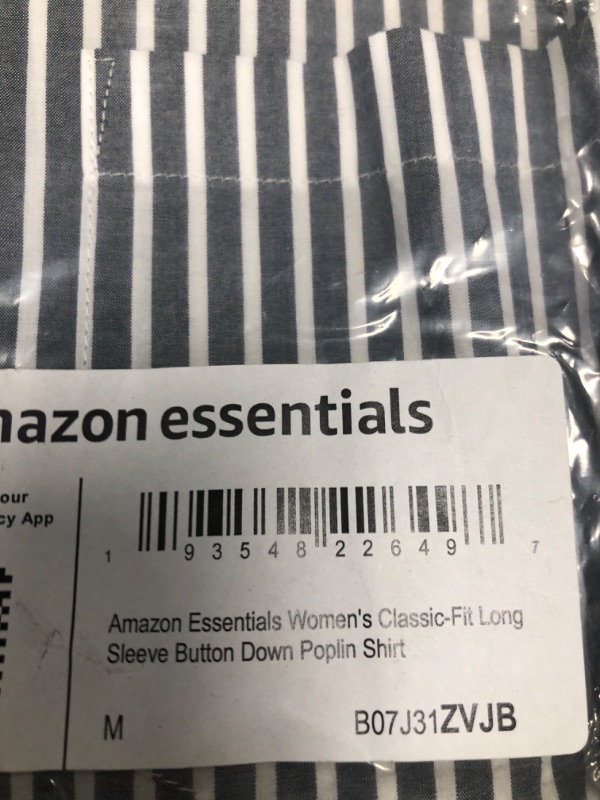 mazon essentials
our
cy App
1 93548 22649 7
Amazon Essentials Women's Classic-Fit Long
Sleeve Button Down Poplin Shirt
M B07J31ZVJB